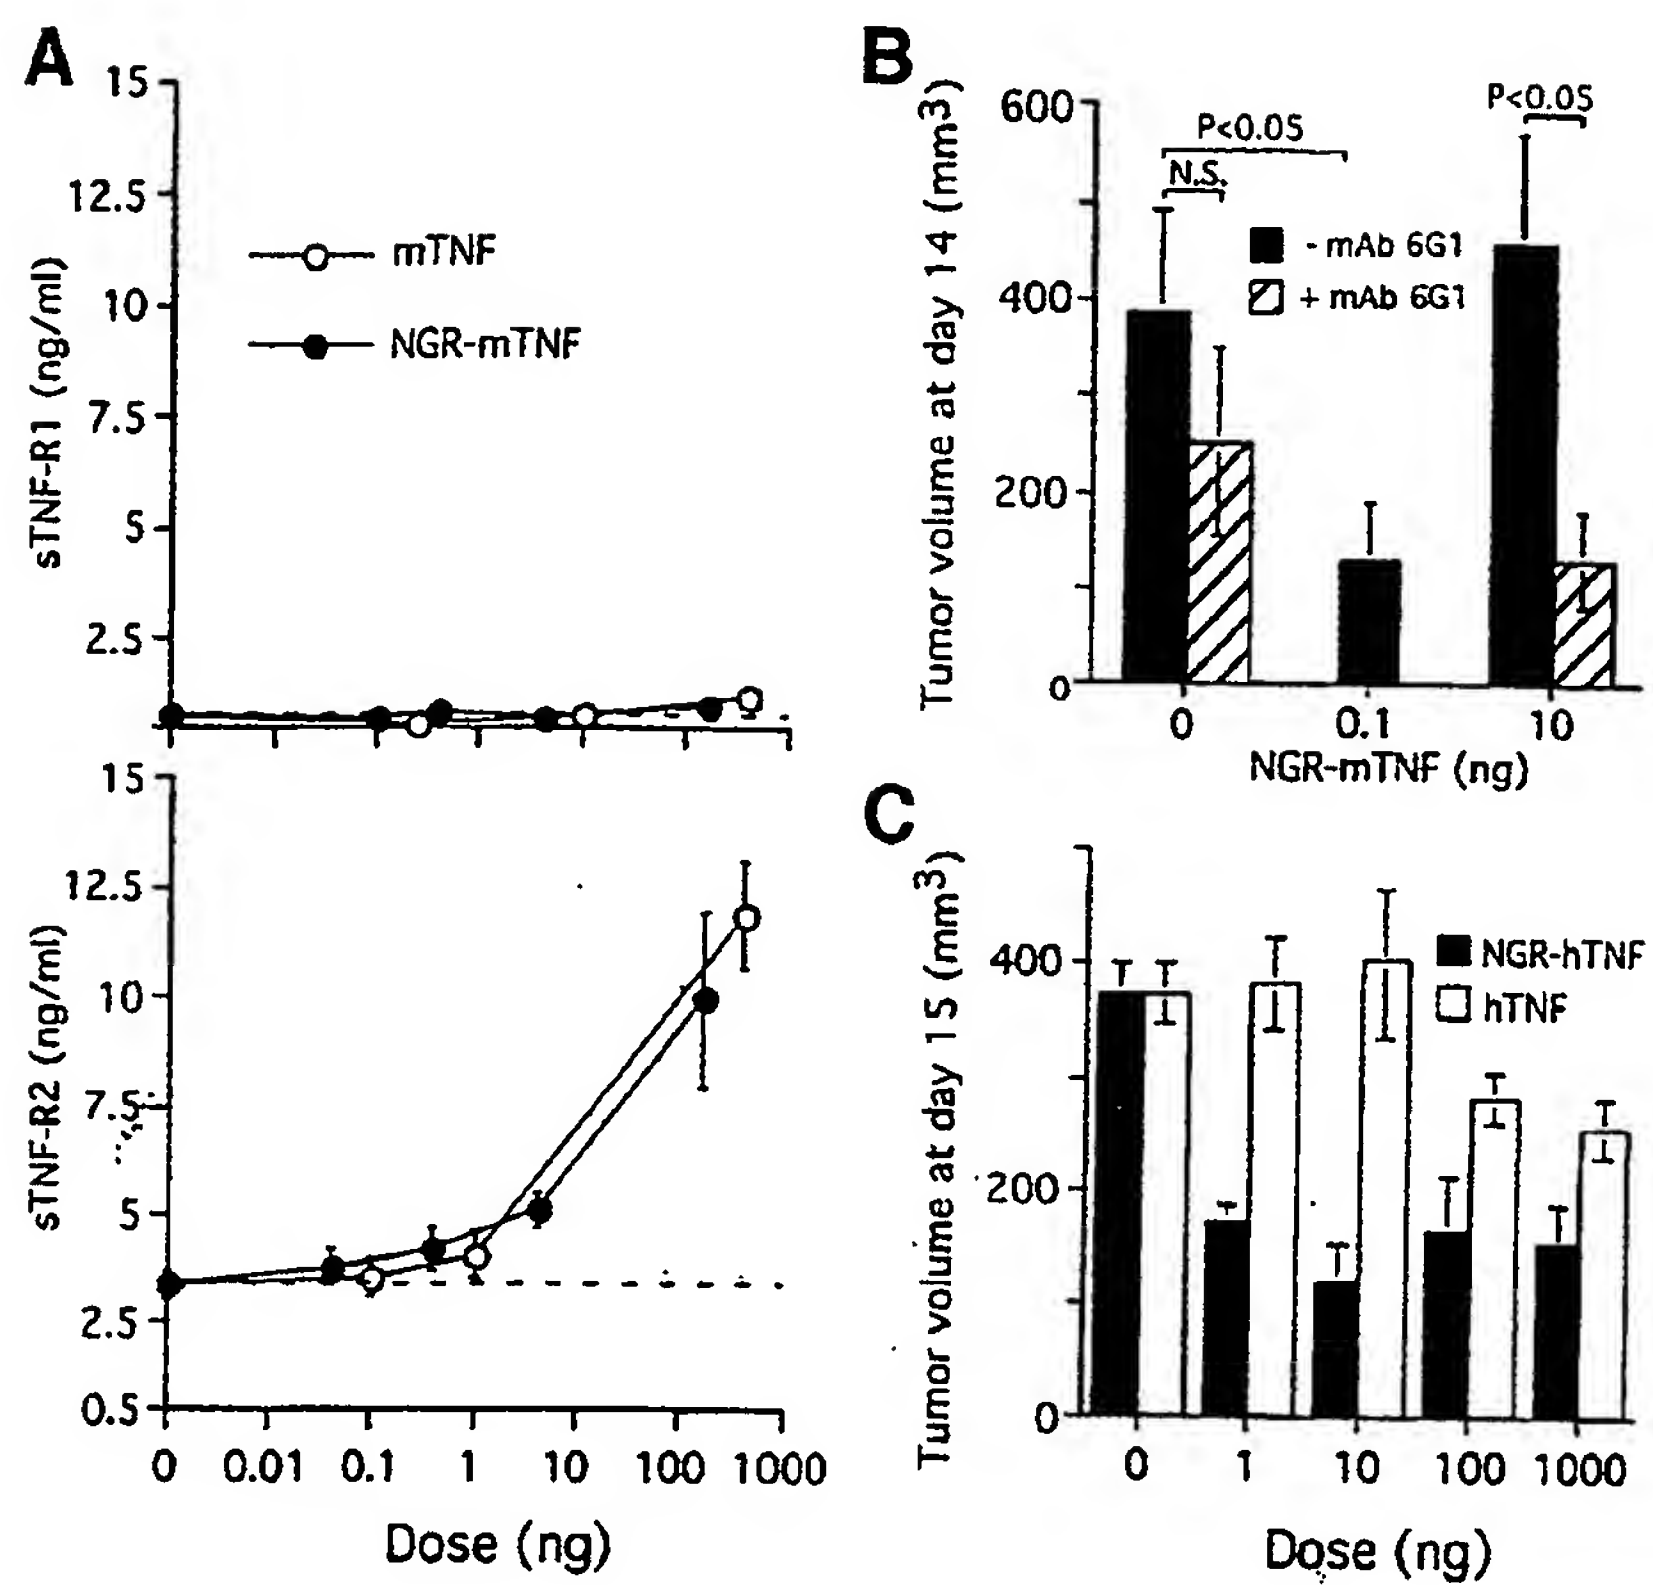 A
15
12.5
10
7.5
5
2.5
sTNF-R1 (ng/ml)
mTNF
NGR-mTNF
15
12.5
10
7.5
5
2.5
0.5
sTNF-R2 (ng/ml)
0 0.01 0.1 1 10 100 1000
Dose (ng)
B
Tumor volume at day 14 (mm3)
600
400
200
0
P<0.05
N.S.
P<0.05
- mAb 6G1
+ mAb 6G1
0 0.1 10
NGR-mTNF (ng)
C
Tumor volume at day 15 (mm3)
400
200
0
NGR-hTNF
hTNF
0 1 10 100 1000
Dose (ng)